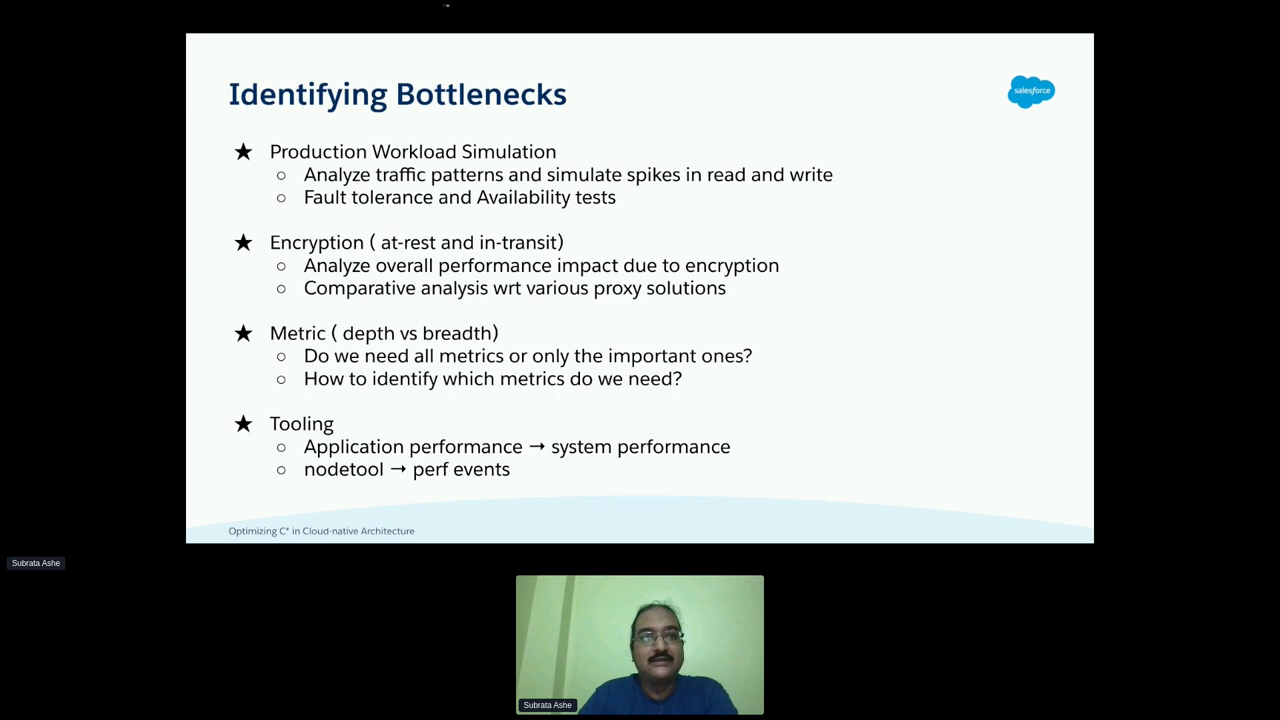 Identifying Bottlenecks
salesforce
★ Production Workload Simulation
○ Analyze traffic patterns and simulate spikes in read and write
○ Fault tolerance and Availability tests
★ Encryption ( at-rest and in-transit)
○ Analyze overall performance impact due to encryption
○ Comparative analysis wrt various proxy solutions
★ Metric ( depth vs breadth)
○ Do we need all metrics or only the important ones?
○ How to identify which metrics do we need?
★ Tooling
○ Application performance → system performance
○ nodetool → perf events
Optimizing C* in Cloud-native Architecture
Subrata Ashe
Subrata Ashe